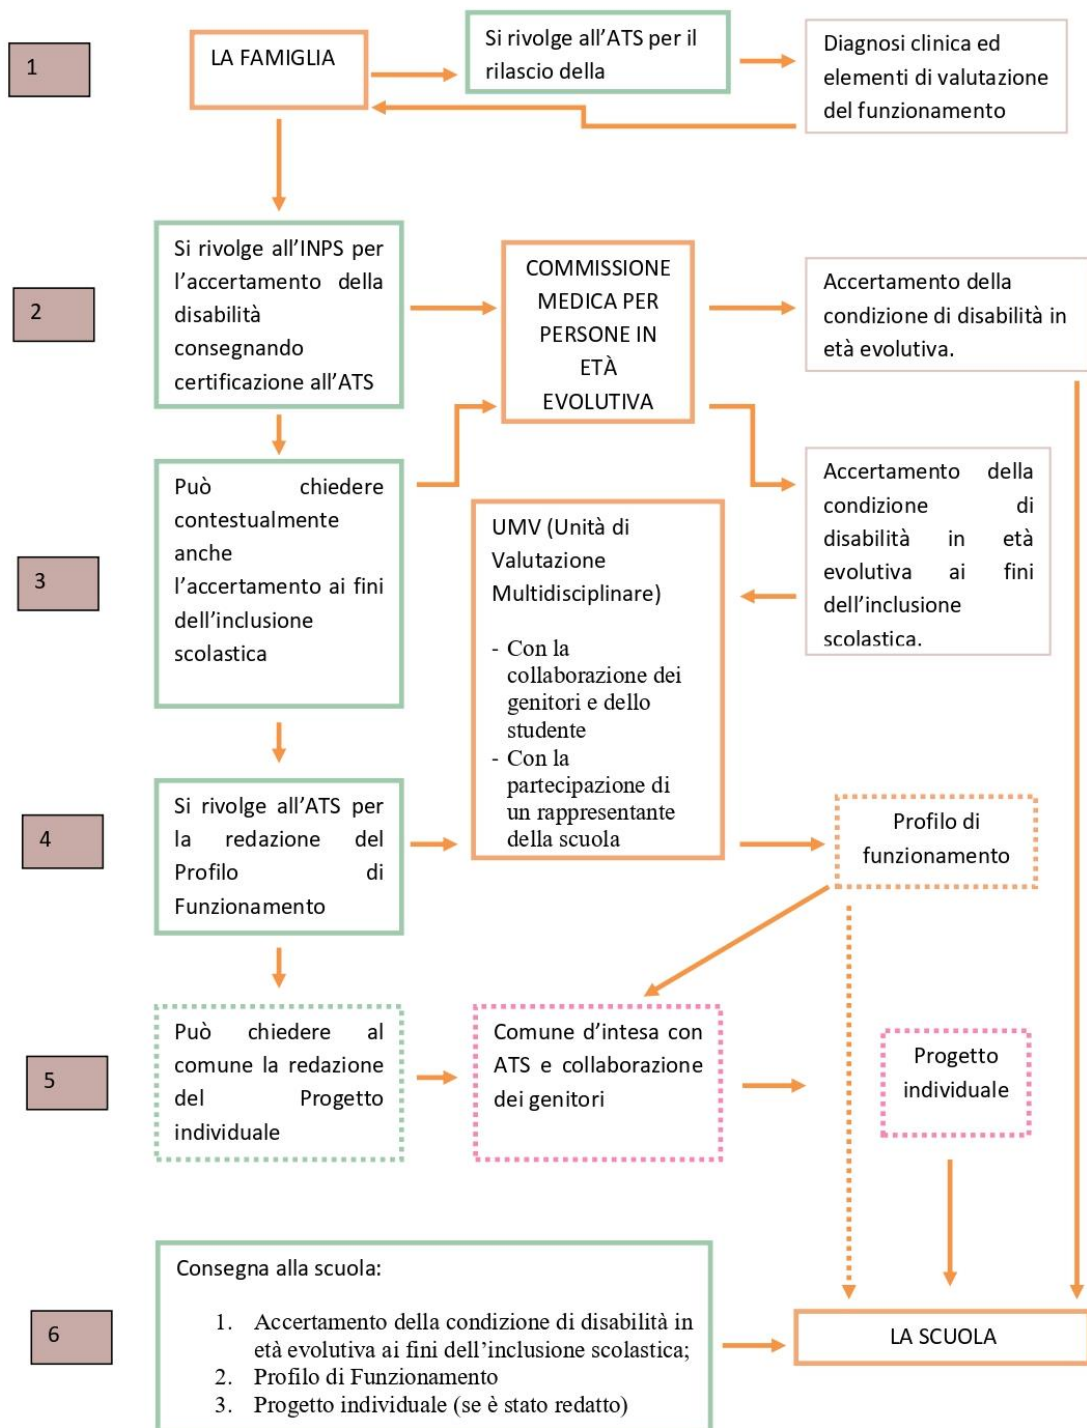 1
LA FAMIGLIA
Si rivolge all'ATS per il
rilascio della
Diagnosi clinica ed
elementi di valutazione
del funzionamento
2
Si rivolge all'INPS per
l'accertamento della
disabilità
consegnando
certificazione all'ATS
COMMISSIONE
MEDICA PER
PERSONE IN
ETÀ
EVOLUTIVA
Accertamento della
condizione di disabilità in
età evolutiva.
3
Può chiedere
contestualmente
anche
l'accertamento ai fini
dell'inclusione
scolastica
UMV (Unità di
Valutazione
Multidisciplinare)
- Con la
collaborazione dei
genitori e dello
studente
- Con la
partecipazione di
un rappresentante
della scuola
Accertamento della
condizione di
disabilità in età
evolutiva ai fini
dell'inclusione
scolastica.
4
Si rivolge all'ATS per
la redazione del
Profilo di
Funzionamento
Profilo di
funzionamento
5
Può chiedere al
comune la redazione
del Progetto
individuale
Comune d'intesa con
ATS e collaborazione
dei genitori
Progetto
individuale
6
Consegna alla scuola:
1. Accertamento della condizione di disabilità in
età evolutiva ai fini dell'inclusione scolastica;
2. Profilo di Funzionamento
3. Progetto individuale (se è stato redatto)
LA SCUOLA